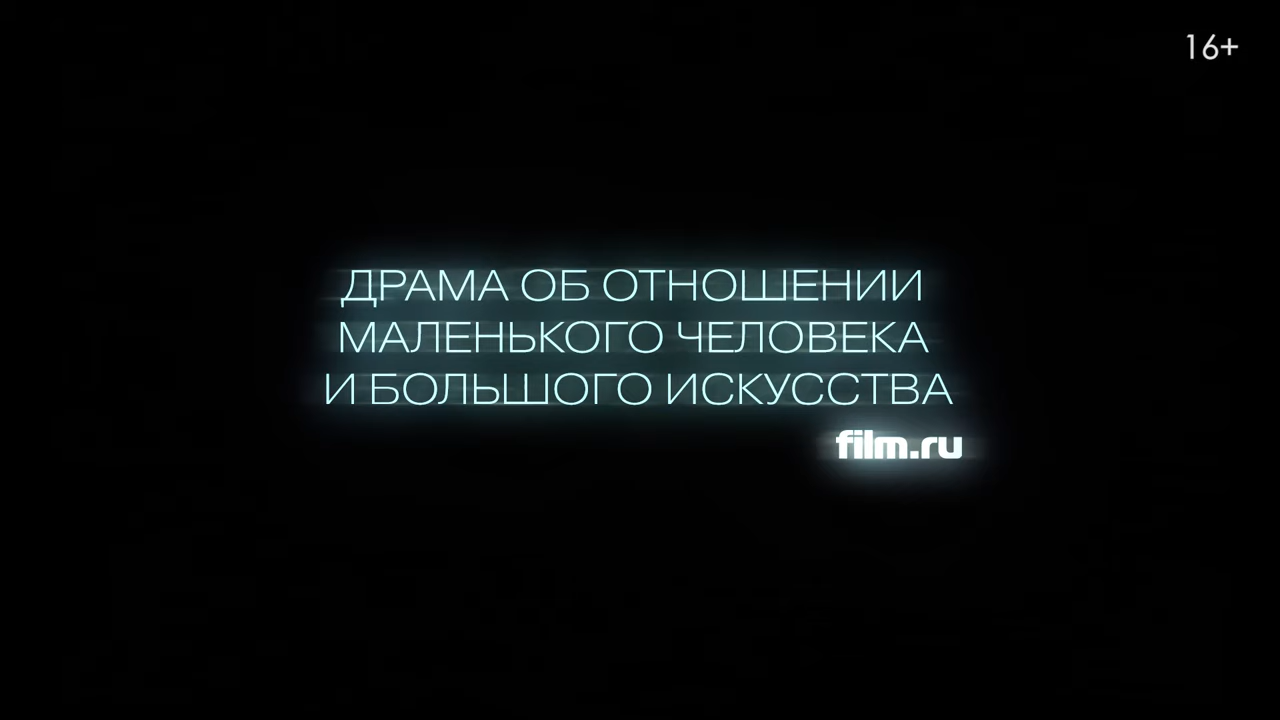 16+
ДРАМА ОБ ОТНОШЕНИИ
МАЛЕНЬКОГО ЧЕЛОВЕКА
И БОЛЬШОГО ИСКУССТВА
film.ru